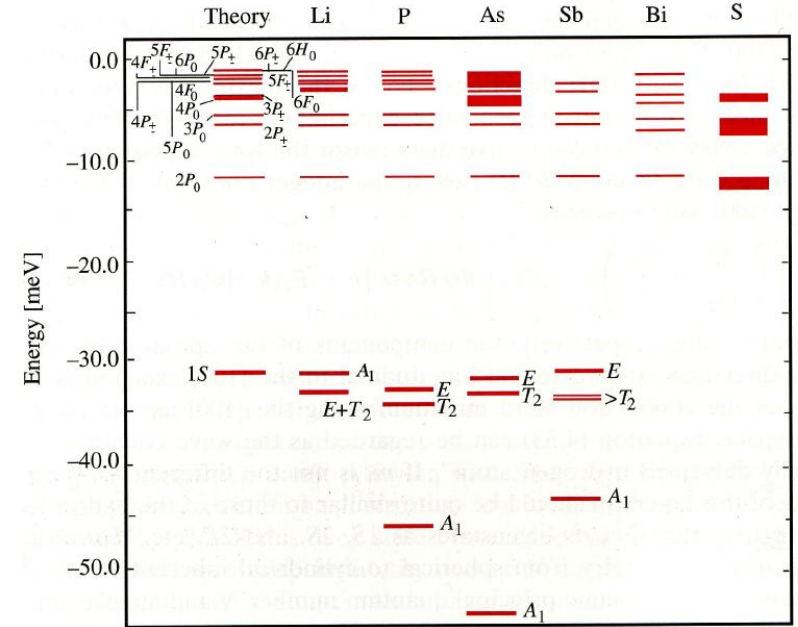 Theory Li P As Sb Bi S
0.0
5F± 5P± 6P± 6H0
4F± 6P0 5F±
4F0 6F0
4P0 3P±
4P± 3P0 2P±
5P0
−10.0
2P0
−20.0
Energy [meV]
−30.0
1S A1 E E E
E+T2 T2 T2 >T2
−40.0
A1
A1
−50.0
A1